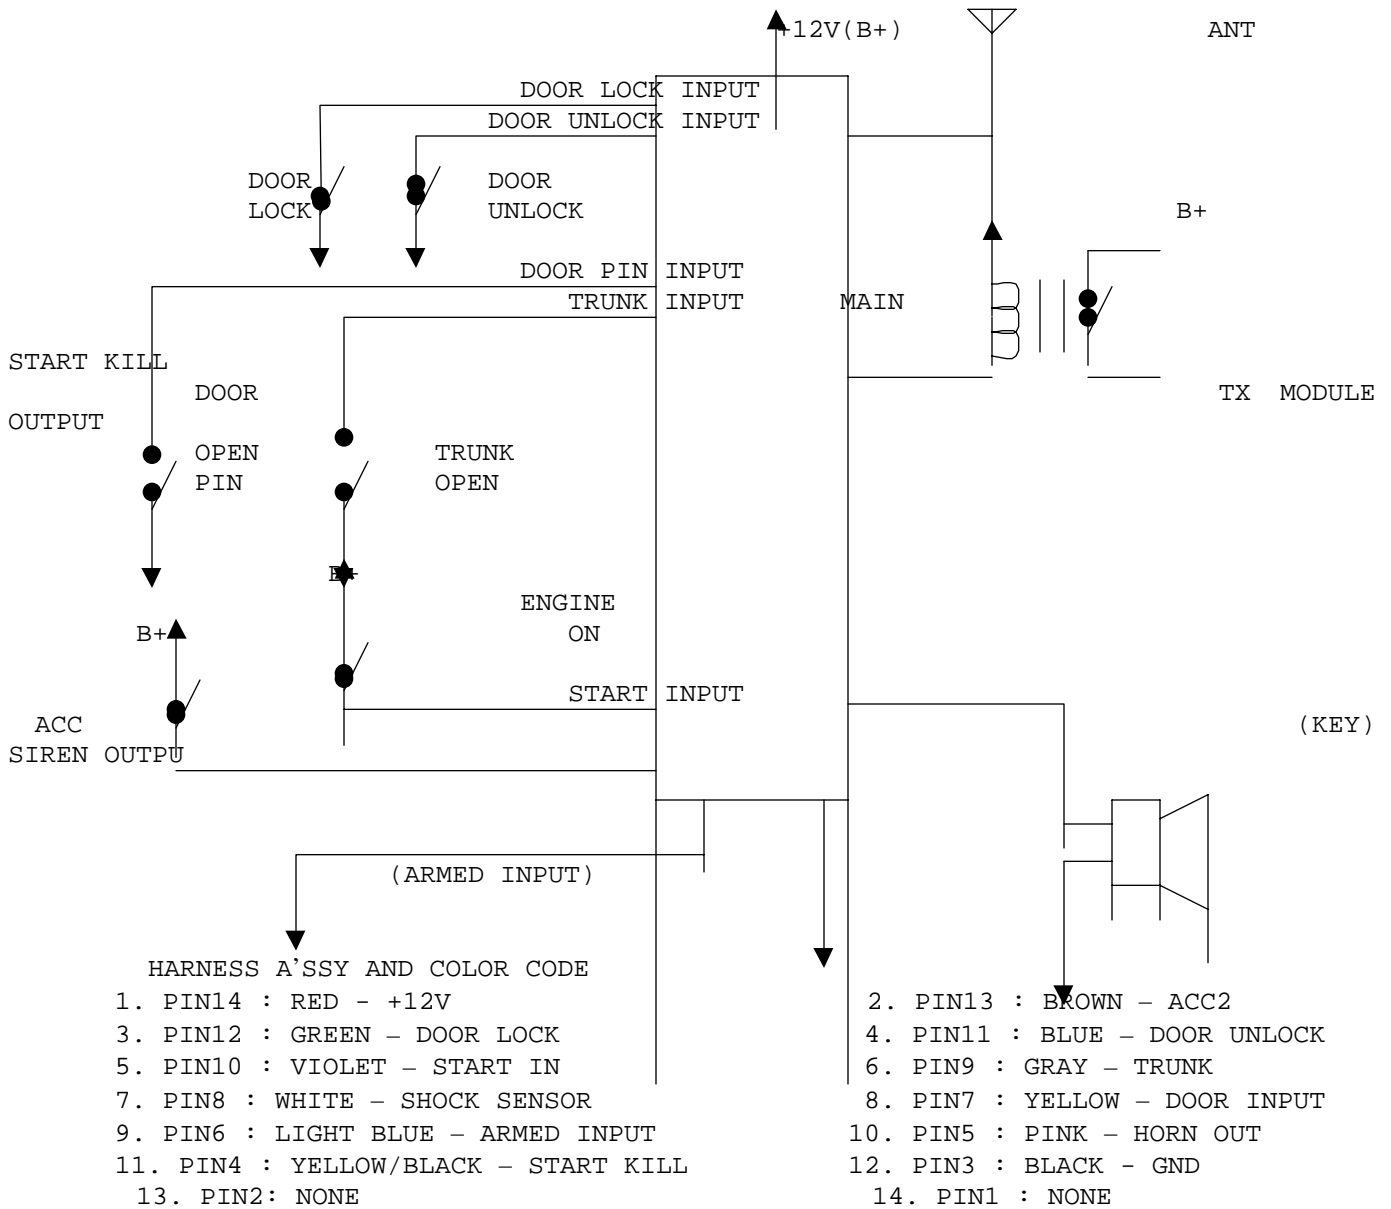 +12V(B+) ANT
DOOR LOCK INPUT
DOOR UNLOCK INPUT
DOOR DOOR
LOCK UNLOCK B+
DOOR PIN INPUT
TRUNK INPUT MAIN
START KILL
DOOR TX MODULE
OUTPUT
OPEN TRUNK
PIN OPEN
B+
ENGINE
B+ ON
START INPUT
ACC (KEY)
SIREN OUTPU
(ARMED INPUT)
HARNESS A’SSY AND COLOR CODE
1. PIN14 : RED - +12V 2. PIN13 : BROWN – ACC2
3. PIN12 : GREEN – DOOR LOCK 4. PIN11 : BLUE – DOOR UNLOCK
5. PIN10 : VIOLET – START IN 6. PIN9 : GRAY – TRUNK
7. PIN8 : WHITE – SHOCK SENSOR 8. PIN7 : YELLOW – DOOR INPUT
9. PIN6 : LIGHT BLUE – ARMED INPUT 10. PIN5 : PINK – HORN OUT
11. PIN4 : YELLOW/BLACK – START KILL 12. PIN3 : BLACK - GND
13. PIN2: NONE 14. PIN1 : NONE